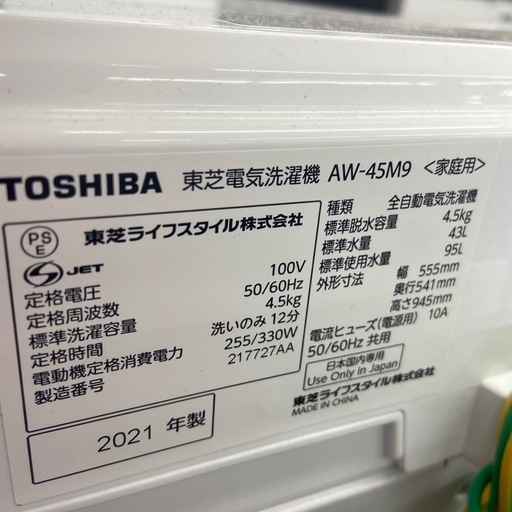 TOSHIBA 東芝電気洗濯機 AW-45M9 <家庭用>
PS
E
東芝ライフスタイル株式会社
S JET
定格電圧 100V
定格周波数 50/60Hz
標準洗濯容量 4.5kg
定格時間 洗いのみ 12分
電動機定格消費電力 255/330W
製造番号 217727AA
2021 年製
種類 全自動電気洗濯機
標準脱水容量 4.5kg
標準水量 43L
標準使用水量 95L
外形寸法 幅 555mm
奥行541mm
高さ945mm
電流ヒューズ(電源用) 10A
50/60Hz 共用
日本国内専用
Use Only in Japan
東芝ライフスタイル株式会社
MADE IN CHINA